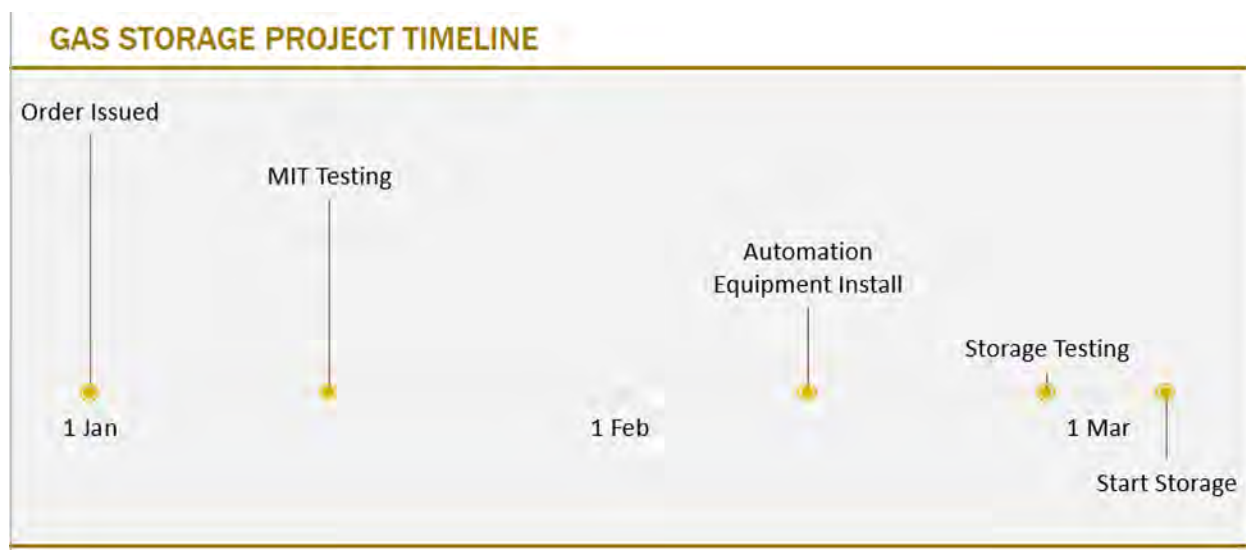 GAS STORAGE PROJECT TIMELINE
Order Issued
MIT Testing
Automation
Equipment Install
Storage Testing
1 Jan
1 Feb
1 Mar
Start Storage